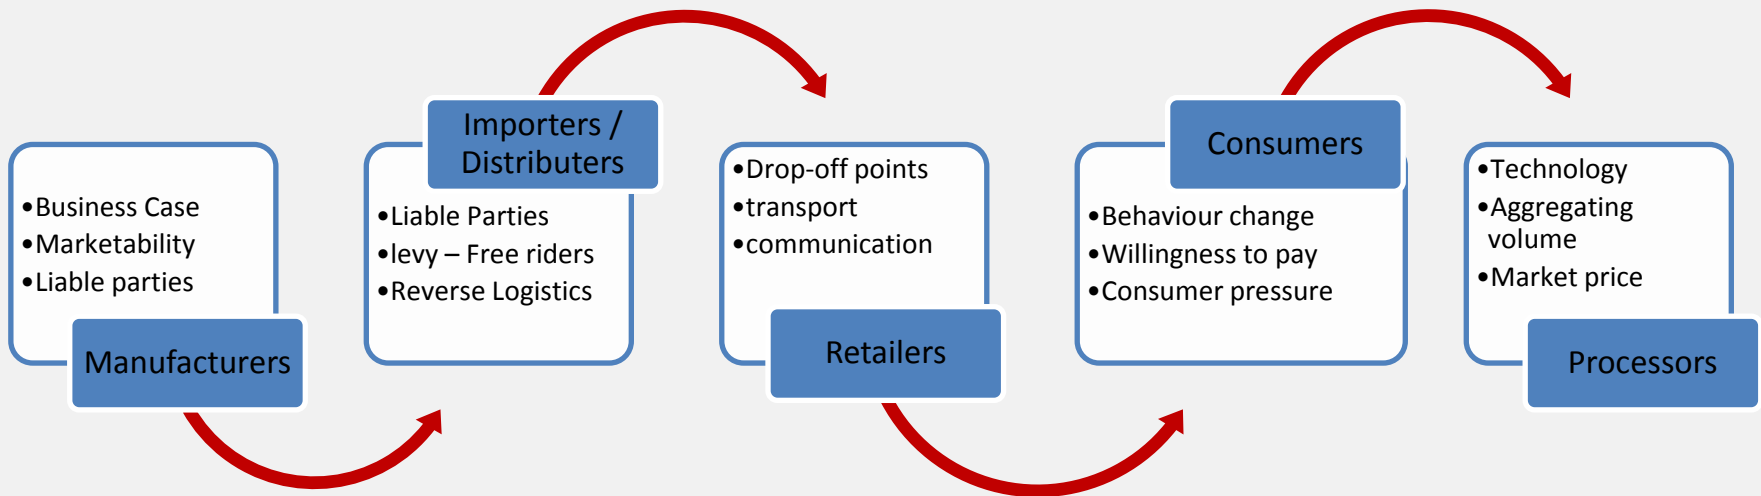 •Business Case
•Marketability
•Liable parties
Manufacturers
Importers /
Distributers
•Liable Parties
•levy – Free riders
•Reverse Logistics
•Drop-off points
•transport
•communication
Retailers
Consumers
•Behaviour change
•Willingness to pay
•Consumer pressure
•Technology
•Aggregating
volume
•Market price
Processors